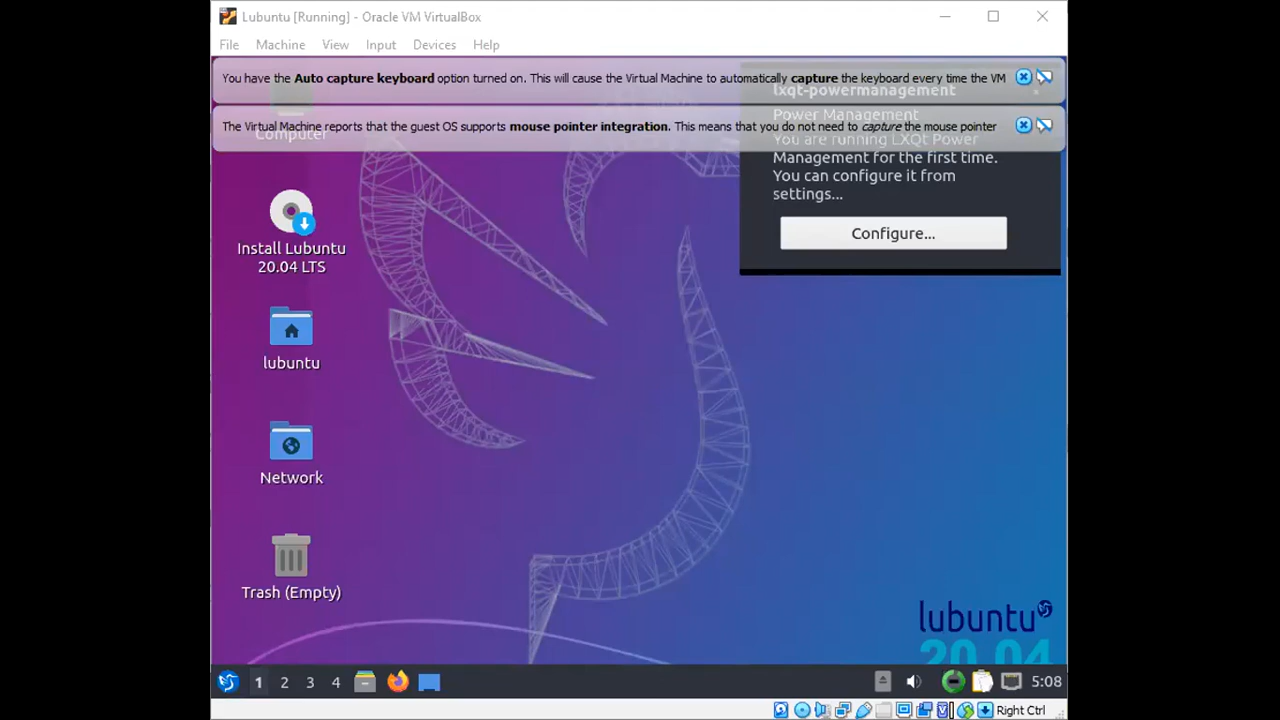 Lubuntu [Running] - Oracle VM VirtualBox
File Machine View Input Devices Help
You have the Auto capture keyboard option turned on. This will cause the Virtual Machine to automatically capture the keyboard every time the VM
The Virtual Machine reports that the guest OS supports mouse pointer integration. This means that you do not need to capture the mouse pointer
lxqt-powermanagement
Power Management
You are running LXQt Power
Management for the first time.
You can configure it from
settings...
Configure...
Computer
Install Lubuntu
20.04 LTS
lubuntu
Network
Trash (Empty)
lubuntu
20.04
1 2 3 4
5:08
Right Ctrl